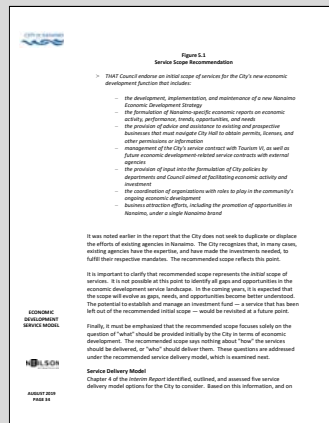 CITY OF NANAIMO
Figure 5.1
Service Scope Recommendation
> THAT Council endorse an initial scope of services for the City's new economic
development function that includes:
– the development, implementation, and maintenance of a new Nanaimo
Economic Development Strategy
– the formulation of Nanaimo-specific economic reports on economic
activity, performance, trends, opportunities, and needs
– the provision of advice and assistance to existing and prospective
businesses that must navigate City Hall to obtain permits, licenses, and
other permissions or information
– management of the City's service contract with Tourism VI, as well as
future economic development-related service contracts with external
agencies
– the provision of input into the formulation of City policies by
departments and Council aimed at facilitating economic activity and
investment
– the coordination of organizations with roles to play in the community's
ongoing economic development
– business attraction efforts, including the promotion of opportunities in
Nanaimo, under a single Nanaimo brand
It was noted earlier in the report that the City does not seek to duplicate or displace
the efforts of existing agencies in Nanaimo. The City recognizes that, in many cases,
existing agencies have the expertise, and have made the investments needed, to
fulfill their respective mandates. The recommended scope reflects this point.
It is important to clarify that recommended scope represents the initial scope of
services. It is not possible at this point to identify all gaps and opportunities in the
economic development service landscape. In the coming years, it is expected that
the scope will evolve as gaps, needs, and opportunities become better understood.
The potential to establish and manage an investment fund — a service that has been
left out of the recommended initial scope — would be revisited at a future point.
Finally, it must be emphasized that the recommended scope focuses solely on the
question of "what" should be provided initially by the City in terms of economic
development. The recommended scope says nothing about "how" the services
should be delivered, or "who" should deliver them. These questions are addressed
under the recommended service delivery model, which is examined next.
Service Delivery Model
Chapter 4 of the Interim Report identified, outlined, and assessed five service
delivery model options for the City to consider. Based on this information, and on
ECONOMIC
DEVELOPMENT
SERVICE MODEL
NEILSON
AUGUST 2019
PAGE 34